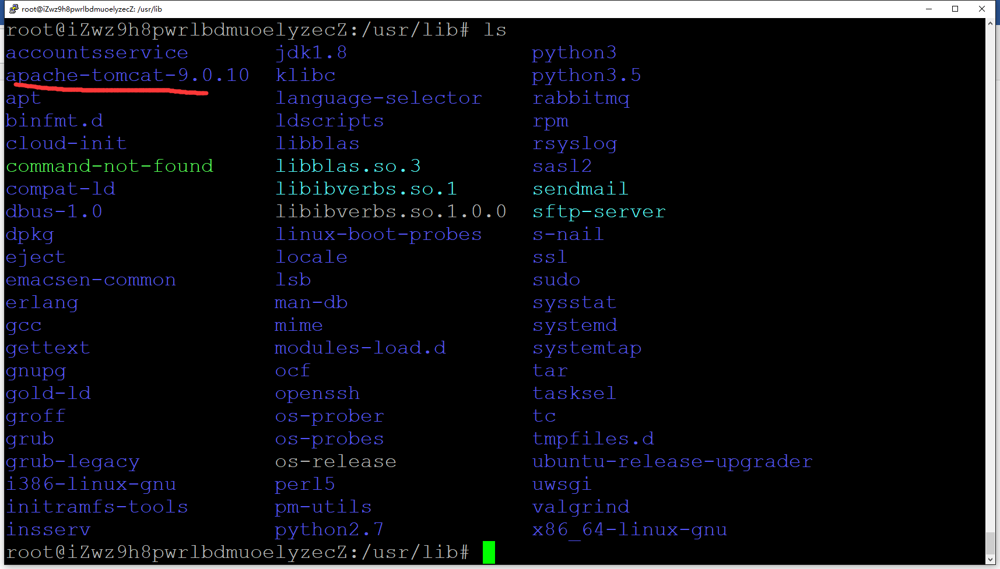 root@iZwz9h8pwrlbdmuoelyzecZ: /usr/lib
root@iZwz9h8pwrlbdmuoelyzecZ:/usr/lib# ls
accountsservice jdk1.8 python3
apache-tomcat-9.0.10 klibc python3.5
apt language-selector rabbitmq
binfmt.d ldscripts rpm
cloud-init libblas rsyslog
command-not-found libblas.so.3 sasl2
compat-ld libibverbs.so.1 sendmail
dbus-1.0 libibverbs.so.1.0.0 sftp-server
dpkg linux-boot-probes s-nail
eject locale ssl
emacsen-common lsb sudo
erlang man-db sysstat
gcc mime systemd
gettext modules-load.d systemtap
gnupg ocf tar
gold-ld openssh tasksel
groff os-prober tc
grub os-probes tmpfiles.d
grub-legacy os-release ubuntu-release-upgrader
i386-linux-gnu perl5 uwsgi
initramfs-tools pm-utils valgrind
insserv python2.7 x86_64-linux-gnu
root@iZwz9h8pwrlbdmuoelyzecZ:/usr/lib#